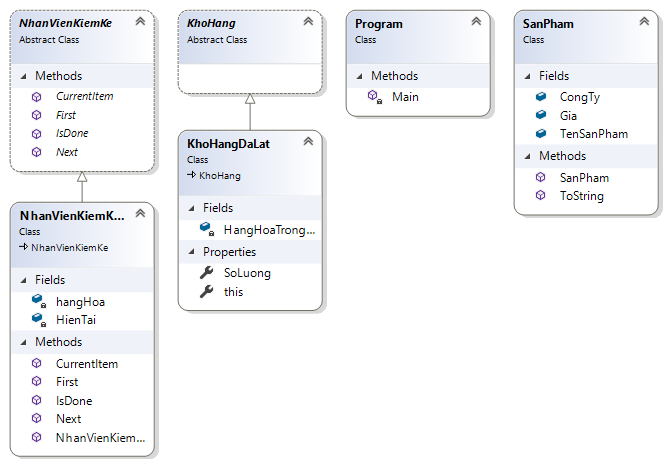 NhanVienKiemKe
Abstract Class
Methods
CurrentItem
First
IsDone
Next
NhanVienKiemK...
Class
NhanVienKiemKe
Fields
hangHoa
HienTai
Methods
CurrentItem
First
IsDone
Next
NhanVienKiem...
KhoHang
Abstract Class
KhoHangDaLat
Class
KhoHang
Fields
HangHoaTrong...
Properties
SoLuong
this
Program
Class
Methods
Main
SanPham
Class
Fields
CongTy
Gia
TenSanPham
Methods
SanPham
ToString